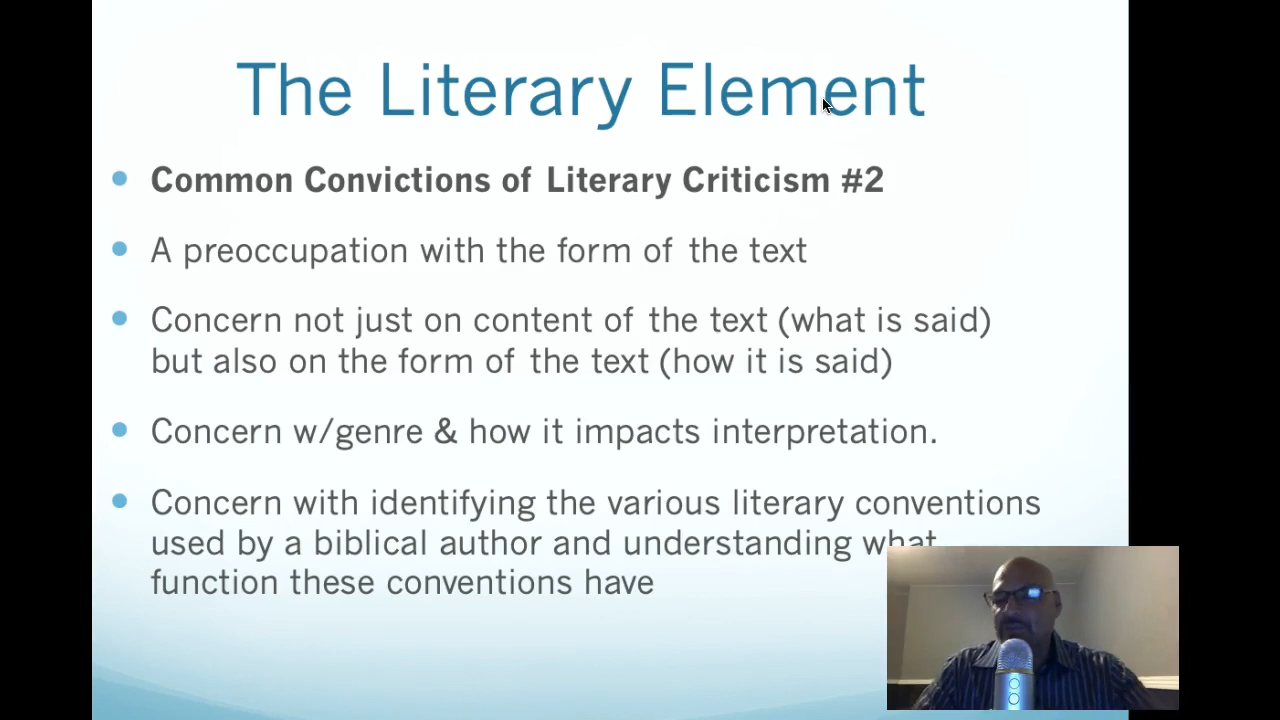 The Literary Element
Common Convictions of Literary Criticism #2
A preoccupation with the form of the text
Concern not just on content of the text (what is said)
but also on the form of the text (how it is said)
Concern w/genre & how it impacts interpretation.
Concern with identifying the various literary conventions
used by a biblical author and understanding what
function these conventions have